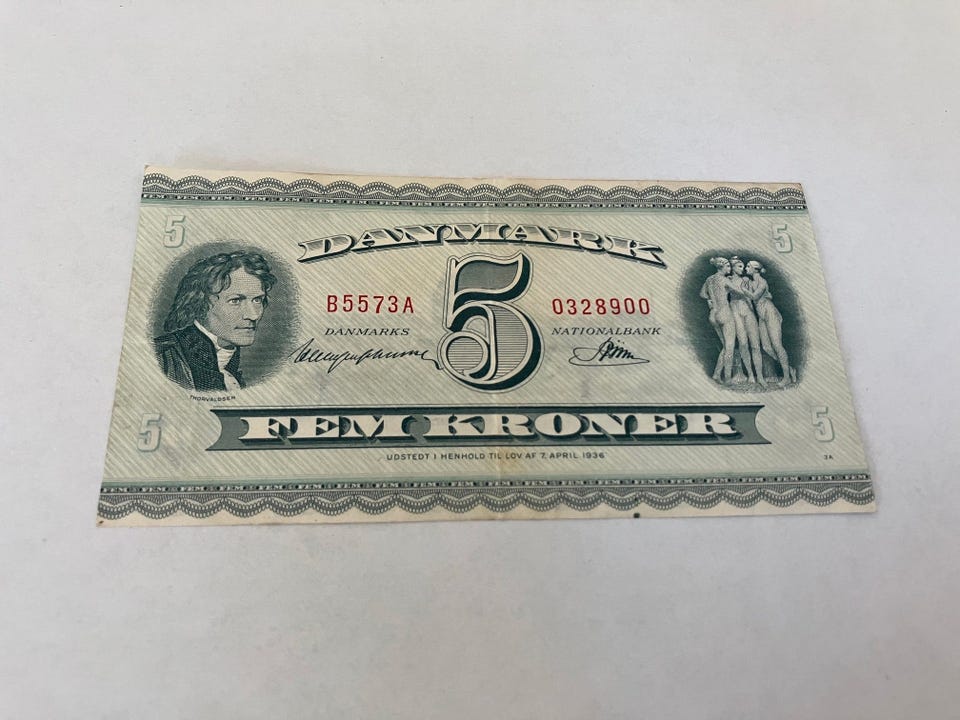 5 5
DANMARK
5
B5573A 0328900
DANMARKS NATIONALBANK
THORVALDSEN
5 5
FEM KRONER
UDSTEDT I HENHOLD TIL LOV AF 7. APRIL 1936
3A